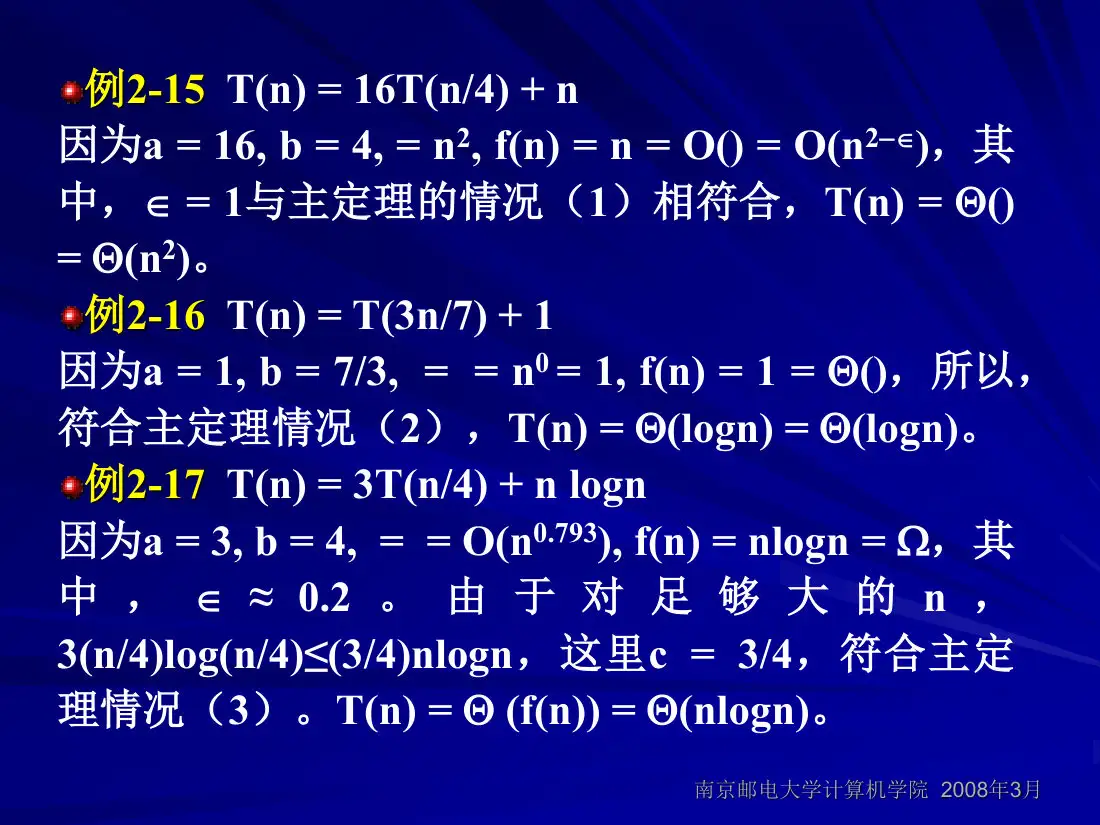 例2-15 T(n) = 16T(n/4) + n
因为a = 16, b = 4, = n², f(n) = n = O() = O(n²⁻∈)，其
中，∈ = 1与主定理的情况（1）相符合，T(n) = Θ()
= Θ(n²)。
例2-16 T(n) = T(3n/7) + 1
因为a = 1, b = 7/3, = = n⁰ = 1, f(n) = 1 = Θ()，所以，
符合主定理情况（2），T(n) = Θ(logn) = Θ(logn)。
例2-17 T(n) = 3T(n/4) + n logn
因为a = 3, b = 4, = = O(n⁰·⁷⁹³), f(n) = nlogn = Ω，其
中，∈ ≈ 0.2。由于对足够大的n，
3(n/4)log(n/4)≤(3/4)nlogn，这里c = 3/4，符合主定
理情况（3）。T(n) = Θ (f(n)) = Θ(nlogn)。
南京邮电大学计算机学院 2008年3月